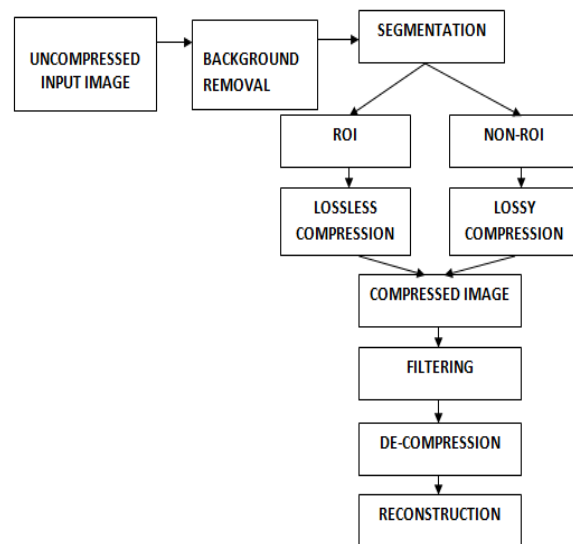 UNCOMPRESSED
INPUT IMAGE
BACKGROUND
REMOVAL
SEGMENTATION
ROI
NON-ROI
LOSSLESS
COMPRESSION
LOSSY
COMPRESSION
COMPRESSED IMAGE
FILTERING
DE-COMPRESSION
RECONSTRUCTION